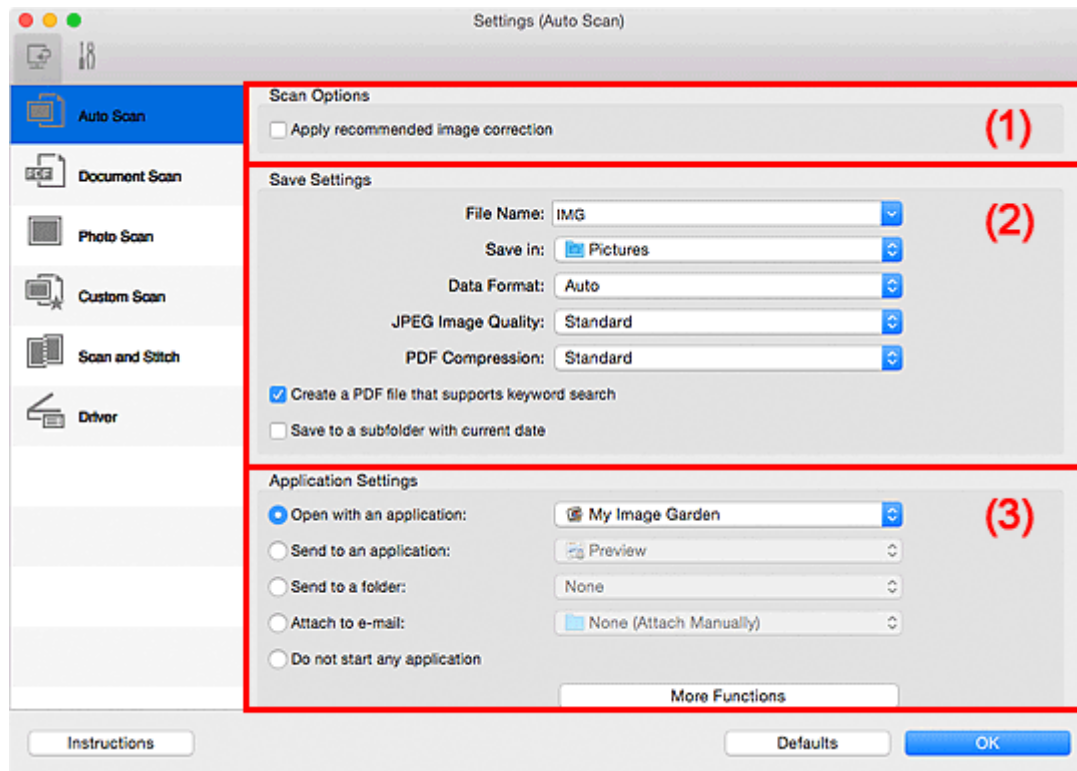 Settings (Auto Scan)
Auto Scan
Document Scan
Photo Scan
Custom Scan
Scan and Stitch
Driver
Scan Options
Apply recommended image correction
(1)
Save Settings
(2)
File Name: IMG
Save in: Pictures
Data Format: Auto
JPEG Image Quality: Standard
PDF Compression: Standard
Create a PDF file that supports keyword search
Save to a subfolder with current date
Application Settings
(3)
Open with an application: My Image Garden
Send to an application: Preview
Send to a folder: None
Attach to e-mail: None (Attach Manually)
Do not start any application
More Functions
Instructions
Defaults
OK